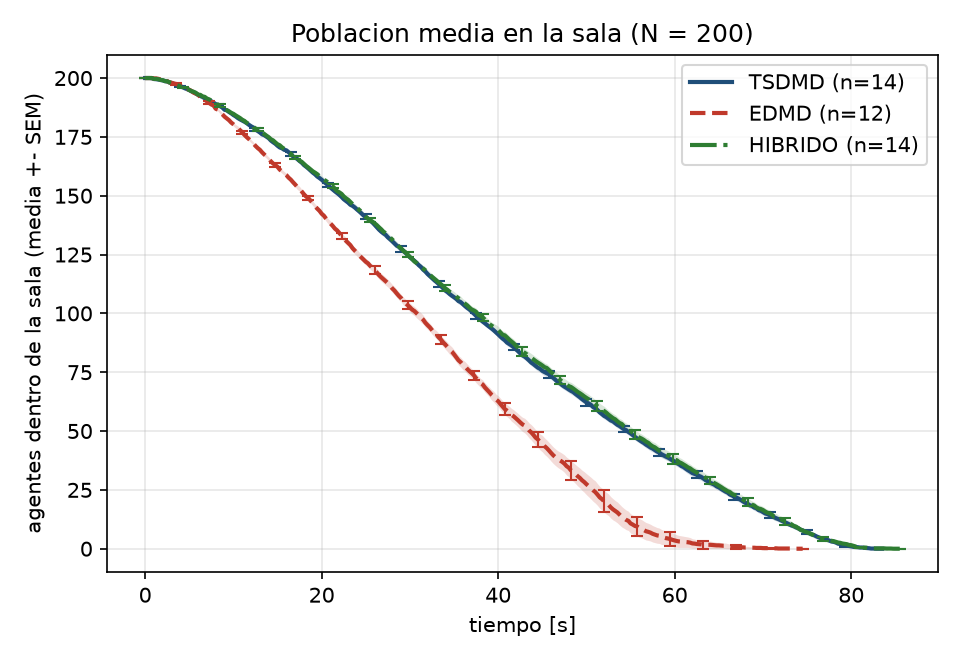 Poblacion media en la sala (N = 200)
agentes dentro de la sala (media +- SEM)
200
175
150
125
100
75
50
25
0
TSDMD (n=14)
EDMD (n=12)
HIBRIDO (n=14)
0 20 40 60 80
tiempo [s]